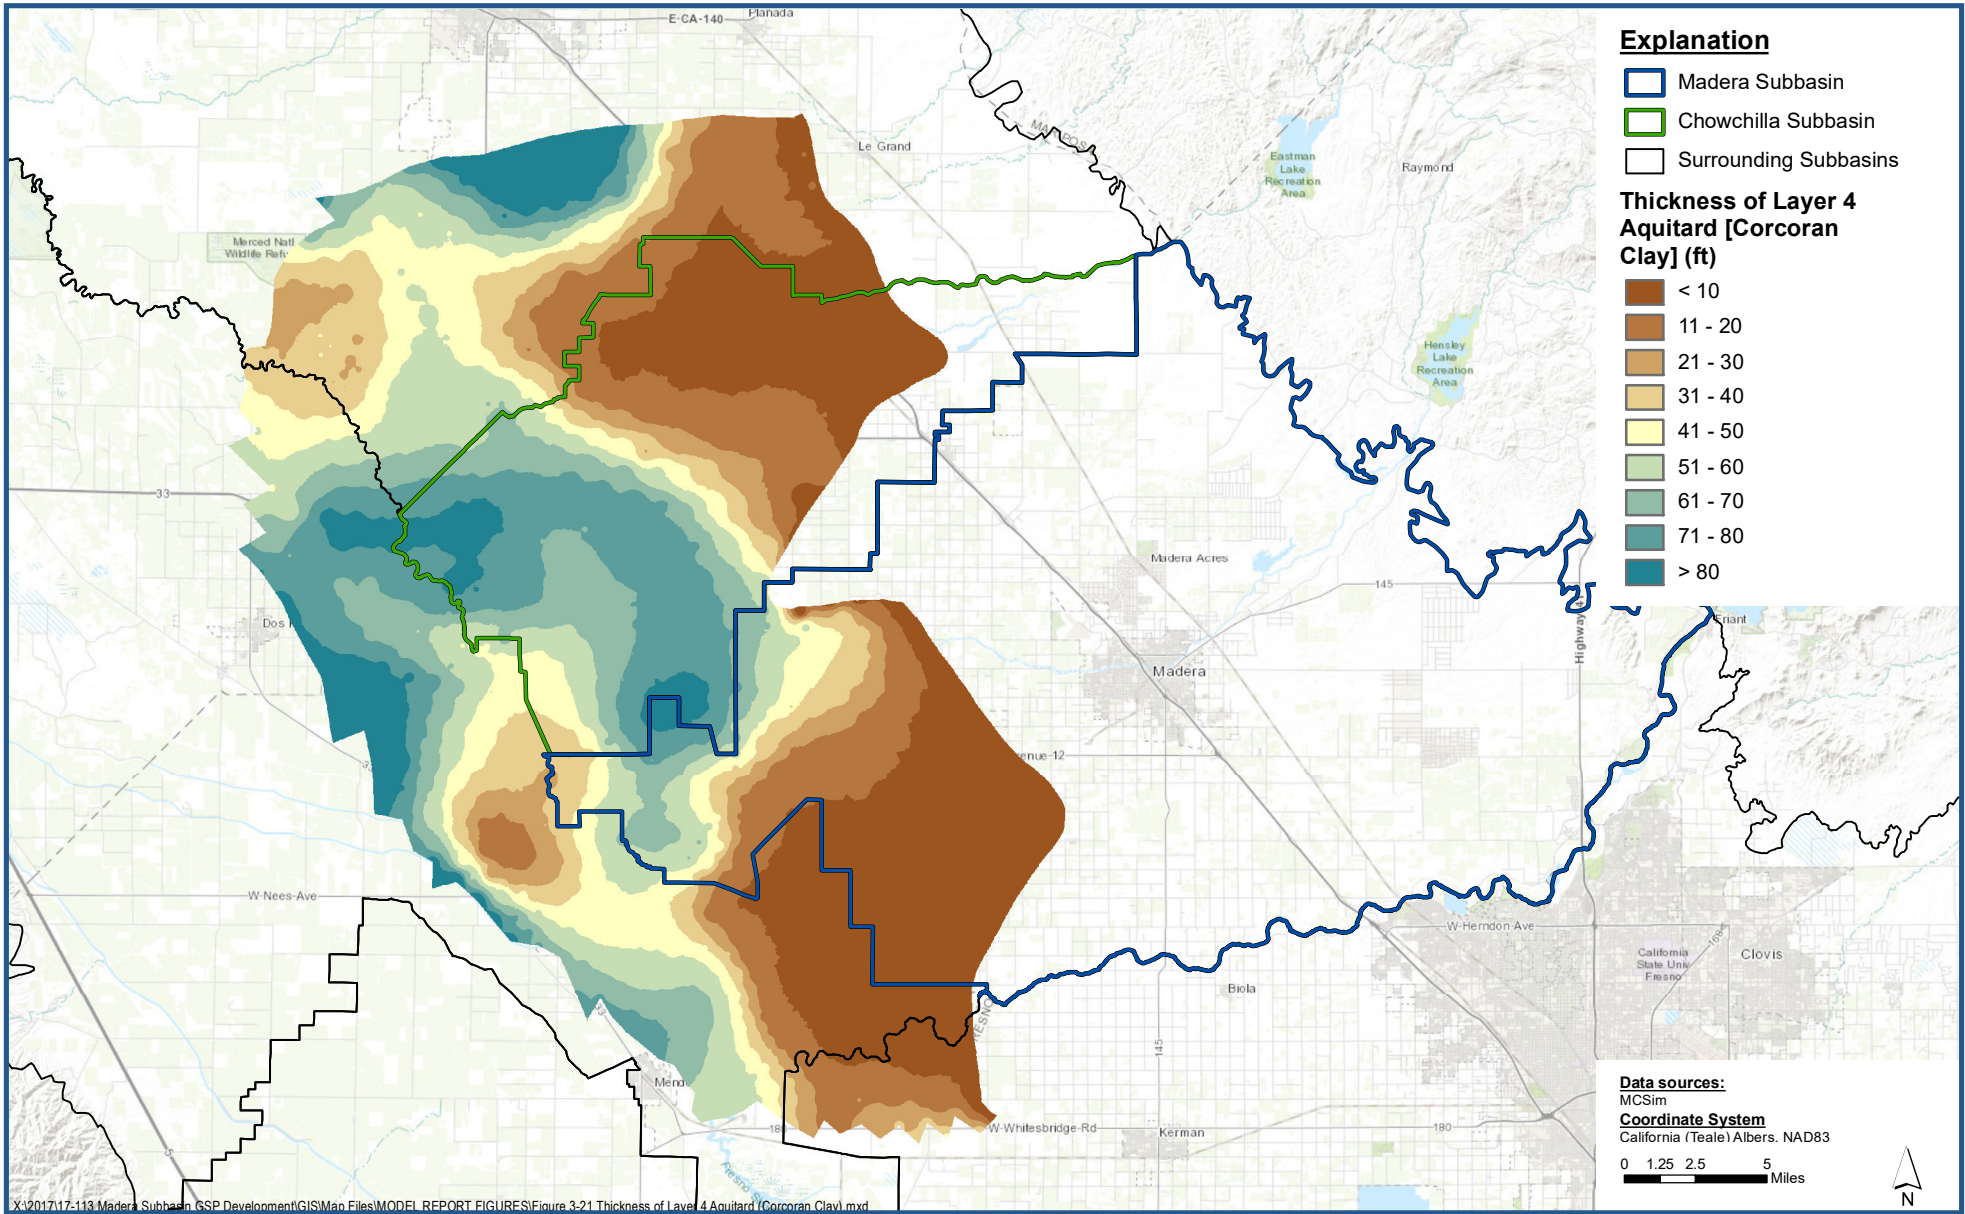 E-CA-140
Planada
Le Grand
MARIPOS
Eastman
Lake
Recreation
Area
Raymond
Merced Natl
Wildlife Refu
Hensley
Lake
Recreation
Area
33
Madera Acres
145
Highway 41
Friant
Dos
Madera
enue 12
W-Nees-Ave
W-Herndon Ave
California
State Univ
Fresno
Clovis
Biola
33
145
Mend
180
W-Whitesbridge-Rd
Kerman
180
5
Explanation
Madera Subbasin
Chowchilla Subbasin
Surrounding Subbasins
Thickness of Layer 4
Aquitard [Corcoran
Clay] (ft)
< 10
11 - 20
21 - 30
31 - 40
41 - 50
51 - 60
61 - 70
71 - 80
> 80
Data sources:
MCSim
Coordinate System
California (Teale) Albers, NAD83
0 1.25 2.5 5
Miles
N
X:\2017\17-113 Madera Subbasin GSP Development\GIS\Map Files\MODEL REPORT FIGURES\Figure 3-21 Thickness of Layer 4 Aquitard (Corcoran Clay).mxd